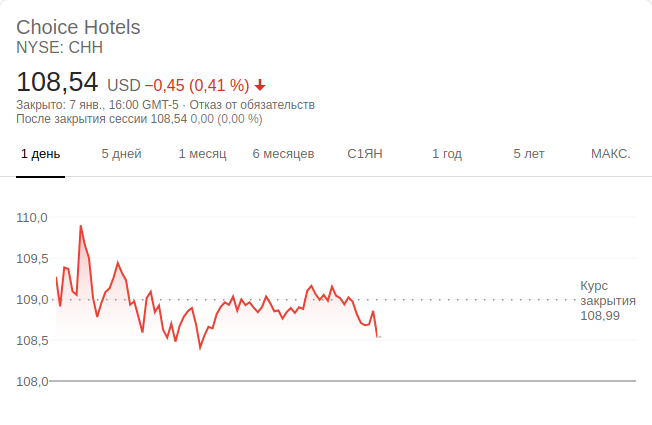 Choice Hotels
NYSE: CHH
108,54 USD −0,45 (0,41 %)
Закрыто: 7 янв., 16:00 GMT-5 · Отказ от обязательств
После закрытия сессии 108,54 0,00 (0,00 %)
1 день 5 дней 1 месяц 6 месяцев С1ЯН 1 год 5 лет МАКС.
110,0
109,5
109,0
108,5
108,0
Курс
закрытия
108,99